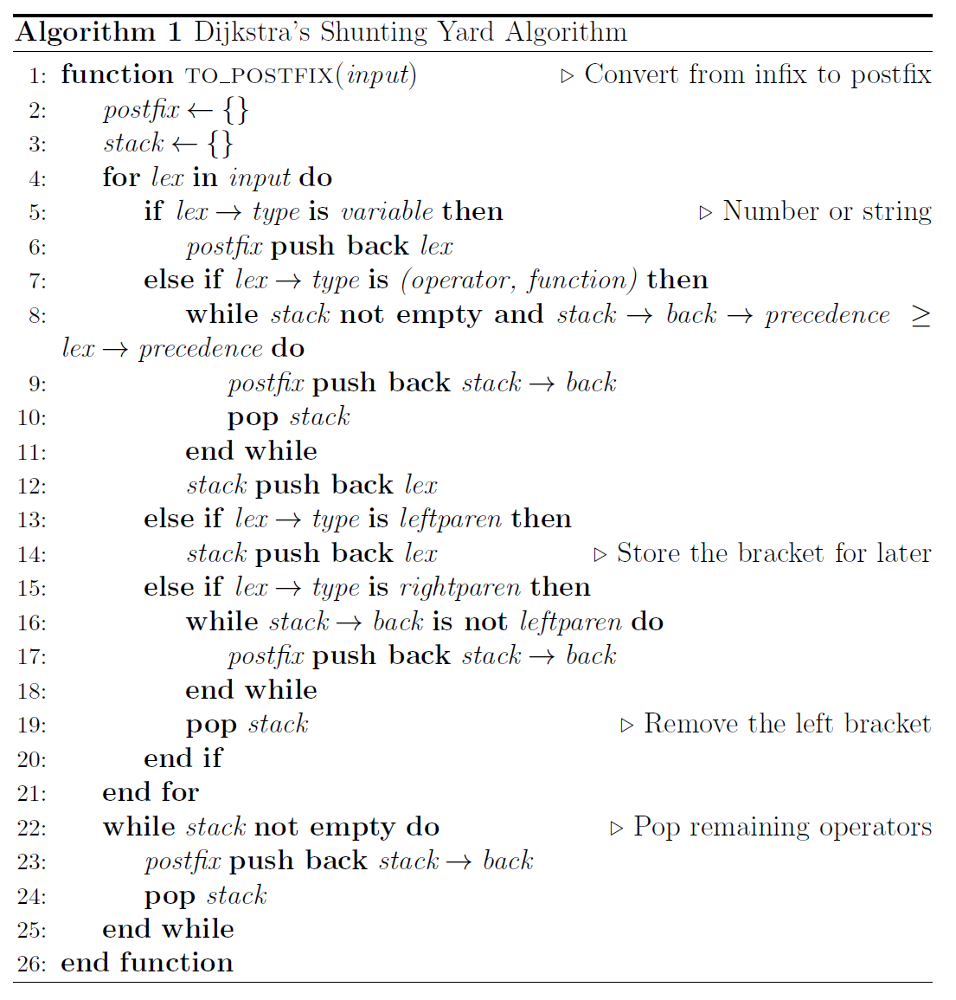 Algorithm 1 Dijkstra's Shunting Yard Algorithm
1: function TO_POSTFIX(input) ▷ Convert from infix to postfix
2: postfix ← {}
3: stack ← {}
4: for lex in input do
5: if lex → type is variable then ▷ Number or string
6: postfix push back lex
7: else if lex → type is (operator, function) then
8: while stack not empty and stack → back → precedence ≥
lex → precedence do
9: postfix push back stack → back
10: pop stack
11: end while
12: stack push back lex
13: else if lex → type is leftparen then
14: stack push back lex ▷ Store the bracket for later
15: else if lex → type is rightparen then
16: while stack → back is not leftparen do
17: postfix push back stack → back
18: end while
19: pop stack ▷ Remove the left bracket
20: end if
21: end for
22: while stack not empty do ▷ Pop remaining operators
23: postfix push back stack → back
24: pop stack
25: end while
26: end function